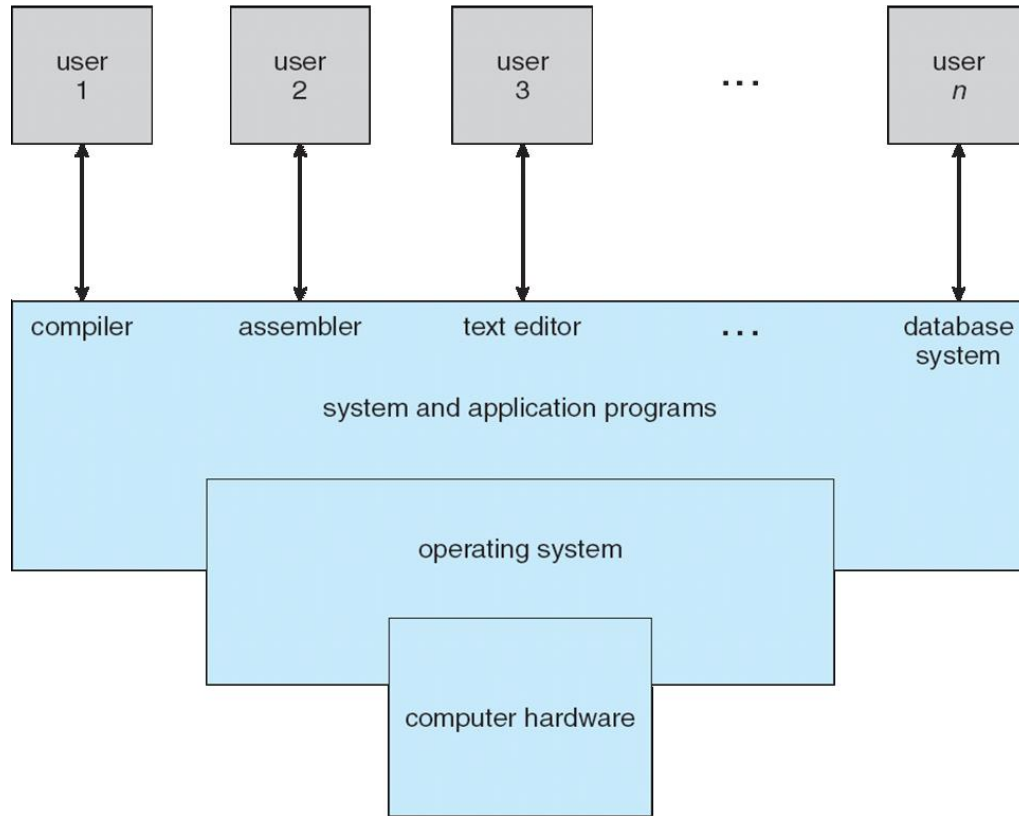 user
1
user
2
user
3
...
user
n
compiler
assembler
text editor
...
database
system
system and application programs
operating system
computer hardware